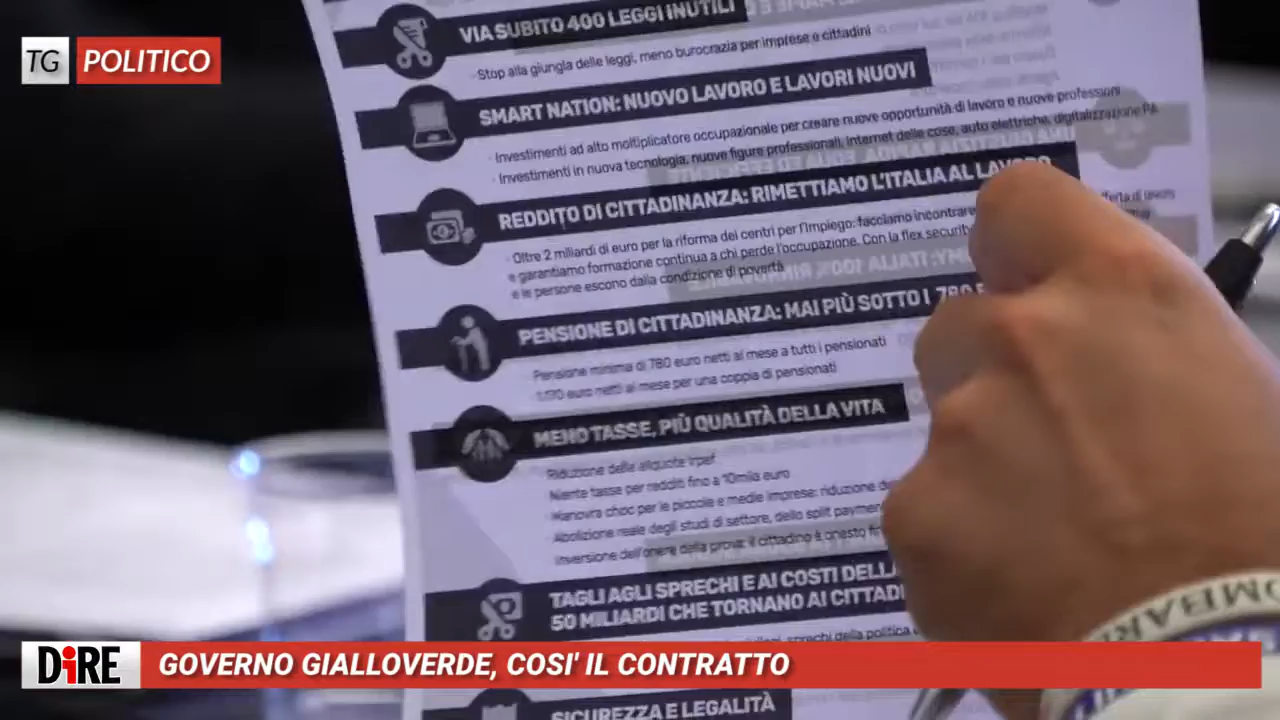 TG POLITICO
VIA SUBITO 400 LEGGI INUTILI
Stop alla giungla delle leggi, meno burocrazia per imprese e cittadini
SMART NATION: NUOVO LAVORO E LAVORI NUOVI
· Investimenti ad alto moltiplicatore occupazionale per creare nuove opportunità di lavoro e nuove professioni
· Investimenti in nuova tecnologia, nuove figure professionali, internet delle cose, auto elettriche, digitalizzazione PA
REDDITO DI CITTADINANZA: RIMETTIAMO L'ITALIA AL LAVORO
· Oltre 2 miliardi di euro per la riforma dei centri per l'impiego: facciamo incontrare offerta di lavoro
e garantiamo formazione continua a chi perde l'occupazione. Con la flex security
e le persone escono dalla condizione di povertà
PENSIONE DI CITTADINANZA: MAI PIÙ SOTTO I 780
Pensione minima di 780 euro netti al mese a tutti i pensionati
1.170 euro netti al mese per una coppia di pensionati
MENO TASSE, PIÙ QUALITÀ DELLA VITA
Riduzione delle aliquote Irpef
Niente tasse per redditi fino a 10mila euro
Manovra choc per le piccole e medie imprese: riduzione de
Abolizione reale degli studi di settore, dello split paymen
Inversione dell'onere della prova: il cittadino è onesto fin
TAGLI AGLI SPRECHI E AI COSTI DELL
50 MILIARDI CHE TORNANO AI CITTADI
sprechi della politica
DiRE GOVERNO GIALLOVERDE, COSI' IL CONTRATTO
SICUREZZA E LEGALITÀ